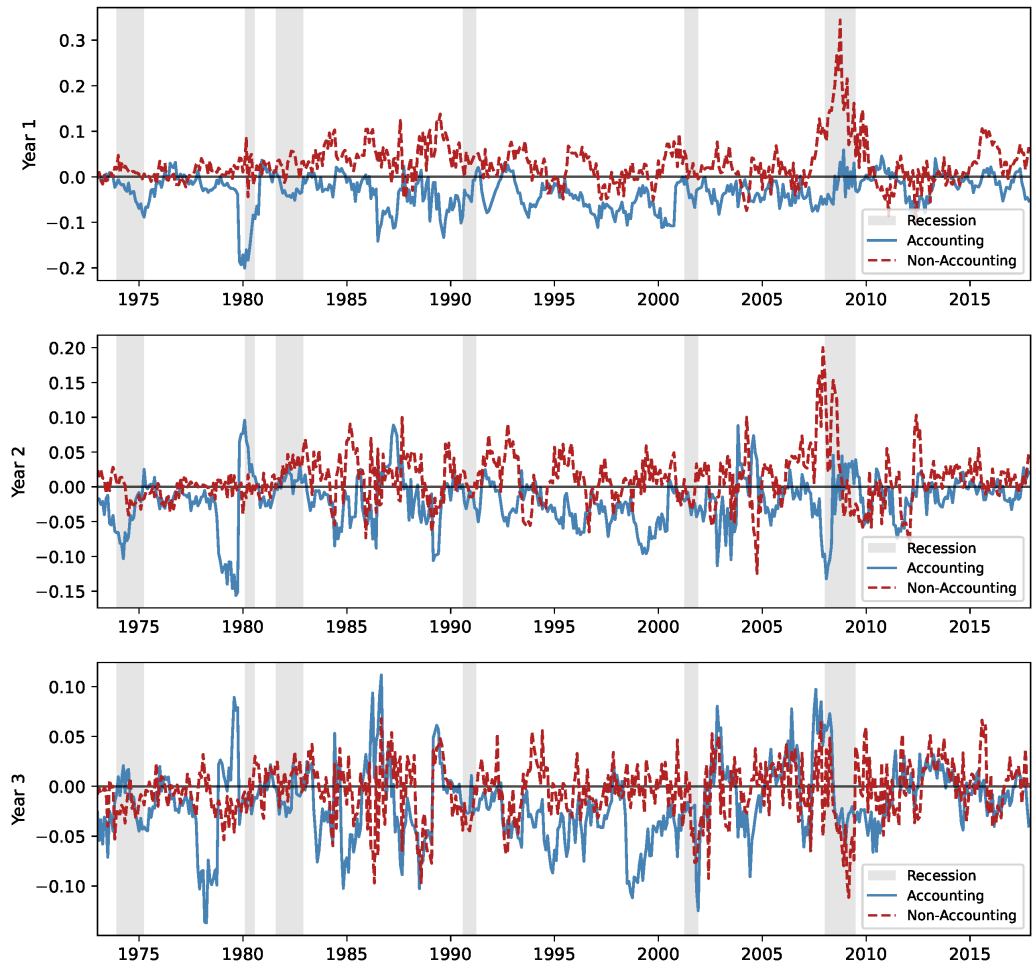 Year 1
0.3
0.2
0.1
0.0
−0.1
−0.2
Recession
Accounting
Non-Accounting
1975 1980 1985 1990 1995 2000 2005 2010 2015
Year 2
0.20
0.15
0.10
0.05
0.00
−0.05
−0.10
−0.15
Recession
Accounting
Non-Accounting
1975 1980 1985 1990 1995 2000 2005 2010 2015
Year 3
0.10
0.05
0.00
−0.05
−0.10
Recession
Accounting
Non-Accounting
1975 1980 1985 1990 1995 2000 2005 2010 2015